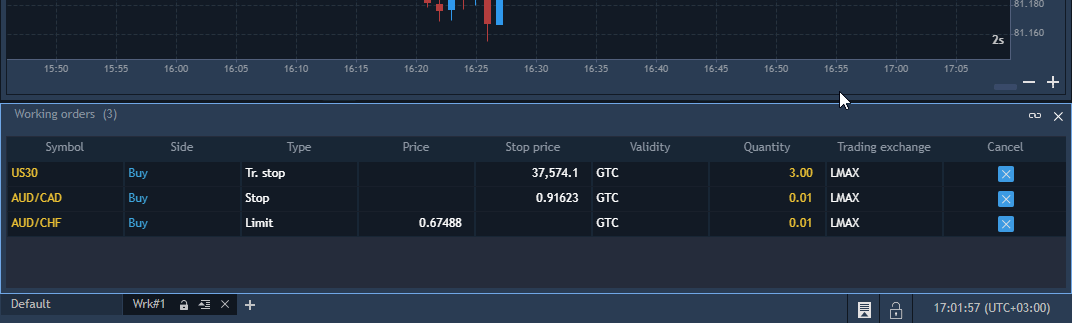 81.180
81.160
2s
15:50 15:55 16:00 16:05 16:10 16:15 16:20 16:25 16:30 16:35 16:40 16:45 16:50 16:55 17:00 17:05
Working orders (3)
Symbol Side Type Price Stop price Validity Quantity Trading exchange Cancel
US30 Buy Tr. stop 37,574.1 GTC 3.00 LMAX
AUD/CAD Buy Stop 0.91623 GTC 0.01 LMAX
AUD/CHF Buy Limit 0.67488 GTC 0.01 LMAX
Default Wrk#1 17:01:57 (UTC+03:00)